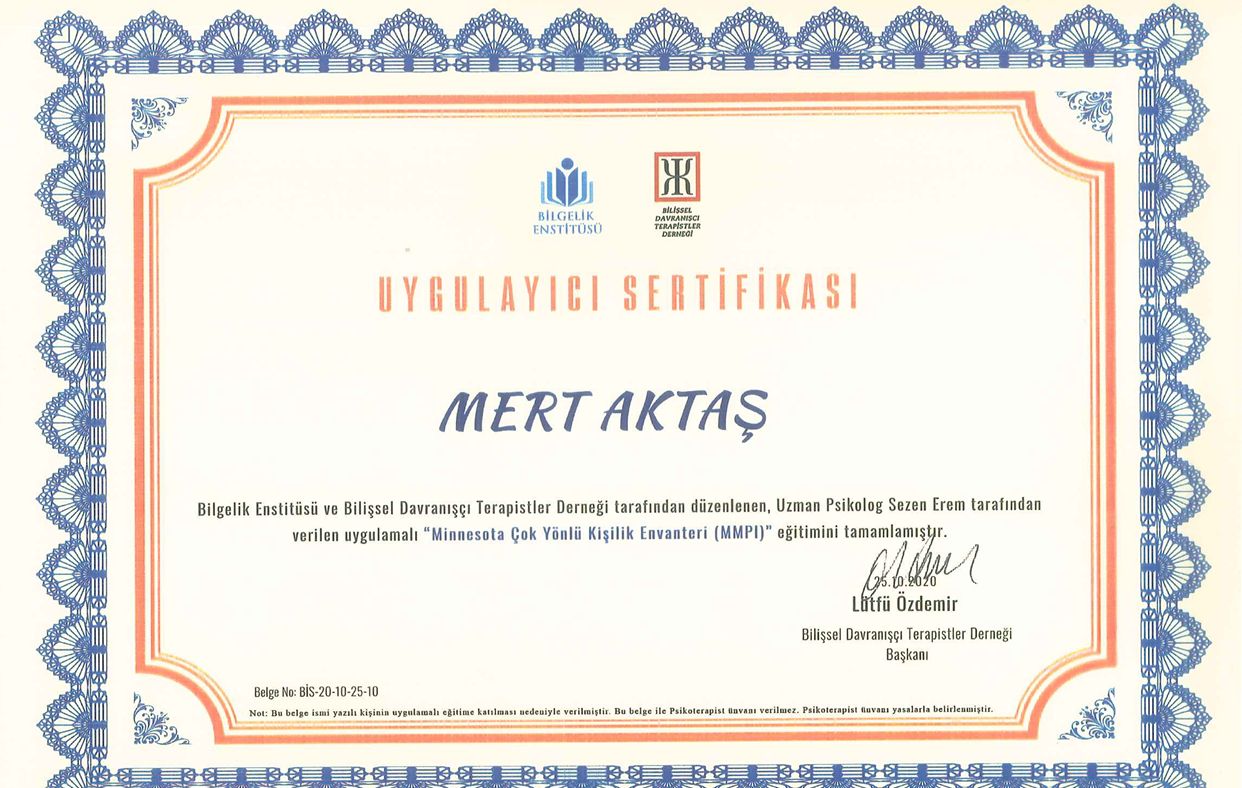 BİLGELİK
ENSTİTÜSÜ
BİLİŞSEL
DAVRANIŞÇI
TERAPİSTLER
DERNEĞİ
UYGULAYICI SERTİFİKASI
MERT AKTAŞ
Bilgelik Enstitüsü ve Bilişsel Davranışçı Terapistler Derneği tarafından düzenlenen, Uzman Psikolog Sezen Erem tarafından
verilen uygulamalı “Minnesota Çok Yönlü Kişilik Envanteri (MMPI)” eğitimini tamamlamıştır.
25.10.2020
Lütfü Özdemir
Bilişsel Davranışçı Terapistler Derneği
Başkanı
Belge No: BİS-20-10-25-10
Not: Bu belge ismi yazılı kişinin uygulamalı eğitime katılması nedeniyle verilmiştir. Bu belge ile Psikoterapist ünvanı verilmez. Psikoterapist ünvanı yasalarla belirlenmiştir.